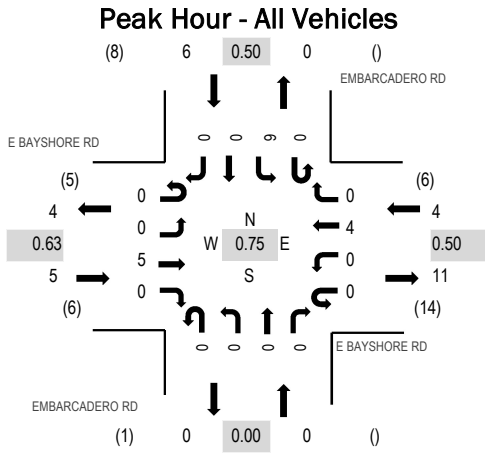 Peak Hour - All Vehicles
(8) 6 0.50 0 ()
EMBARCADERO RD
E BAYSHORE RD
0 0 6 0
(5) 0 0 (6)
4 0 4 4
0.63 W N 0.75 E S 0.50
5 5 0 11
(6) 0 0 (14)
0 0 0 0
E BAYSHORE RD
EMBARCADERO RD
(1) 0 0.00 0 ()